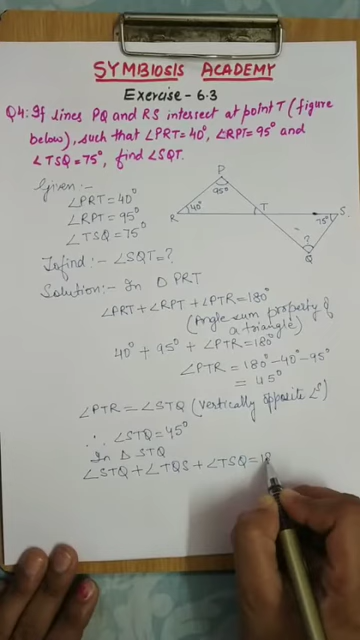 SYMBIOSIS ACADEMY
Exercise - 6.3
Q4:- If lines PQ and RS intersect at point T (figure
below), such that ∠PRT = 40°, ∠RPT = 95° and
∠TSQ = 75°, find ∠SQT.
Given :-
∠PRT = 40°
∠RPT = 95°
∠TSQ = 75°
P
95°
R
40°
T
75°
S
?
Q
To find :- ∠SQT = ?
Solution:- In △ PRT
∠PRT + ∠RPT + ∠PTR = 180°
(Angle sum property of
a triangle)
40° + 95° + ∠PTR = 180°
∠PTR = 180° - 40° - 95°
= 45°
∠PTR = ∠STQ (vertically opposite ∠s)
∴ ∠STQ = 45°
In △ STQ
∠STQ + ∠TQS + ∠TSQ = 18